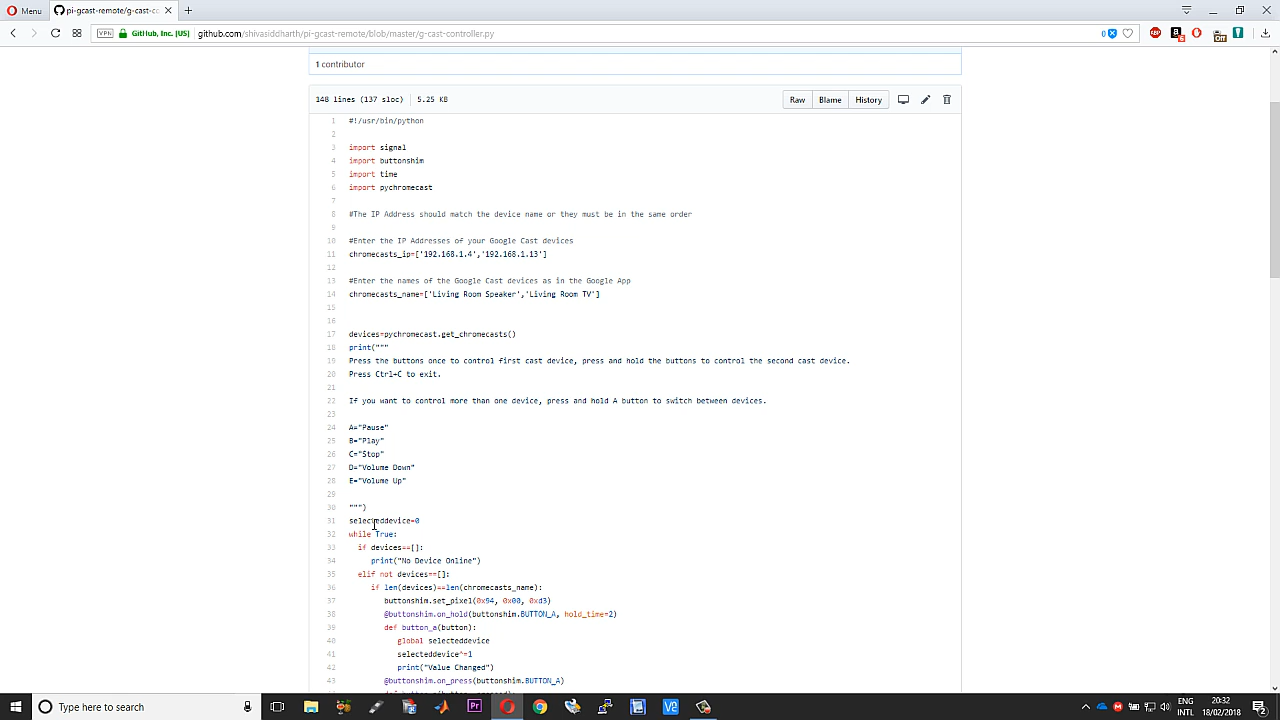 Menu
pi-gcast-remote/g-cast-co
VPN GitHub, Inc. [US] github.com/shivasiddharth/pi-gcast-remote/blob/master/g-cast-controller.py 0
1 contributor
148 lines (137 sloc) 5.25 KB Raw Blame History
1 #!/usr/bin/python
2
3 import signal
4 import buttonshim
5 import time
6 import pychromecast
7
8 #The IP Address should match the device name or they must be in the same order
9
10 #Enter the IP Addresses of your Google Cast devices
11 chromecasts_ip=['192.168.1.4','192.168.1.13']
12
13 #Enter the names of the Google Cast devices as in the Google App
14 chromecasts_name=['Living Room Speaker','Living Room TV']
15
16
17 devices=pychromecast.get_chromecasts()
18 print("""
19 Press the buttons once to control first cast device, press and hold the buttons to control the second cast device.
20 Press Ctrl+C to exit.
21
22 If you want to control more than one device, press and hold A button to switch between devices.
23
24 A="Pause"
25 B="Play"
26 C="Stop"
27 D="Volume Down"
28 E="Volume Up"
29
30 """)
31 selecteddevice=0
32 while True:
33 if devices==[]:
34 print("No Device Online")
35 elif not devices==[]:
36 if len(devices)==len(chromecasts_name):
37 buttonshim.set_pixel(0x94, 0x00, 0xd3)
38 @buttonshim.on_hold(buttonshim.BUTTON_A, hold_time=2)
39 def button_a(button):
40 global selecteddevice
41 selecteddevice^=1
42 print("Value Changed")
43 @buttonshim.on_press(buttonshim.BUTTON_A)
Type here to search
ENG
INTL
20:32
18/02/2018